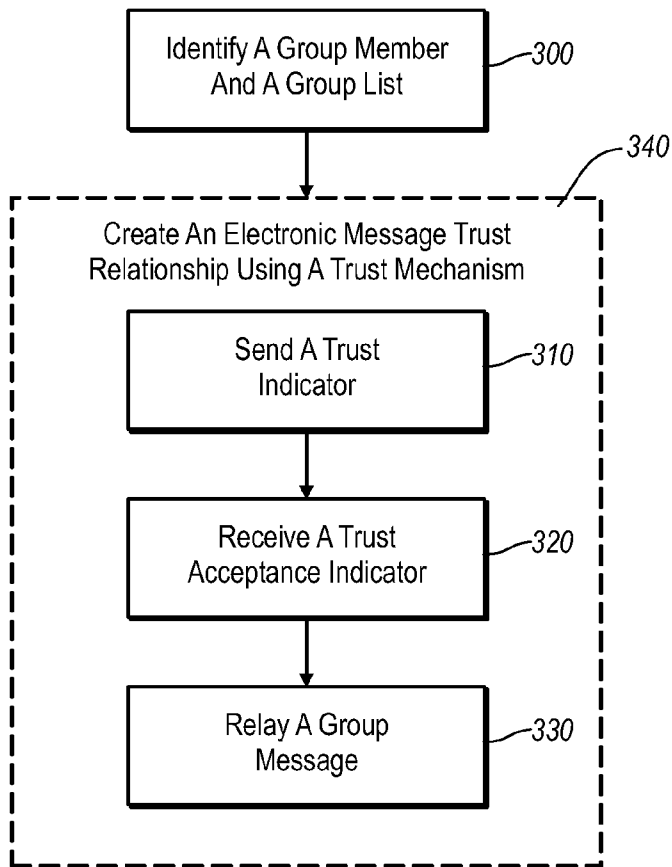 Identify A Group Member
And A Group List
300
340
Create An Electronic Message Trust
Relationship Using A Trust Mechanism
Send A Trust
Indicator
310
Receive A Trust
Acceptance Indicator
320
Relay A Group
Message
330